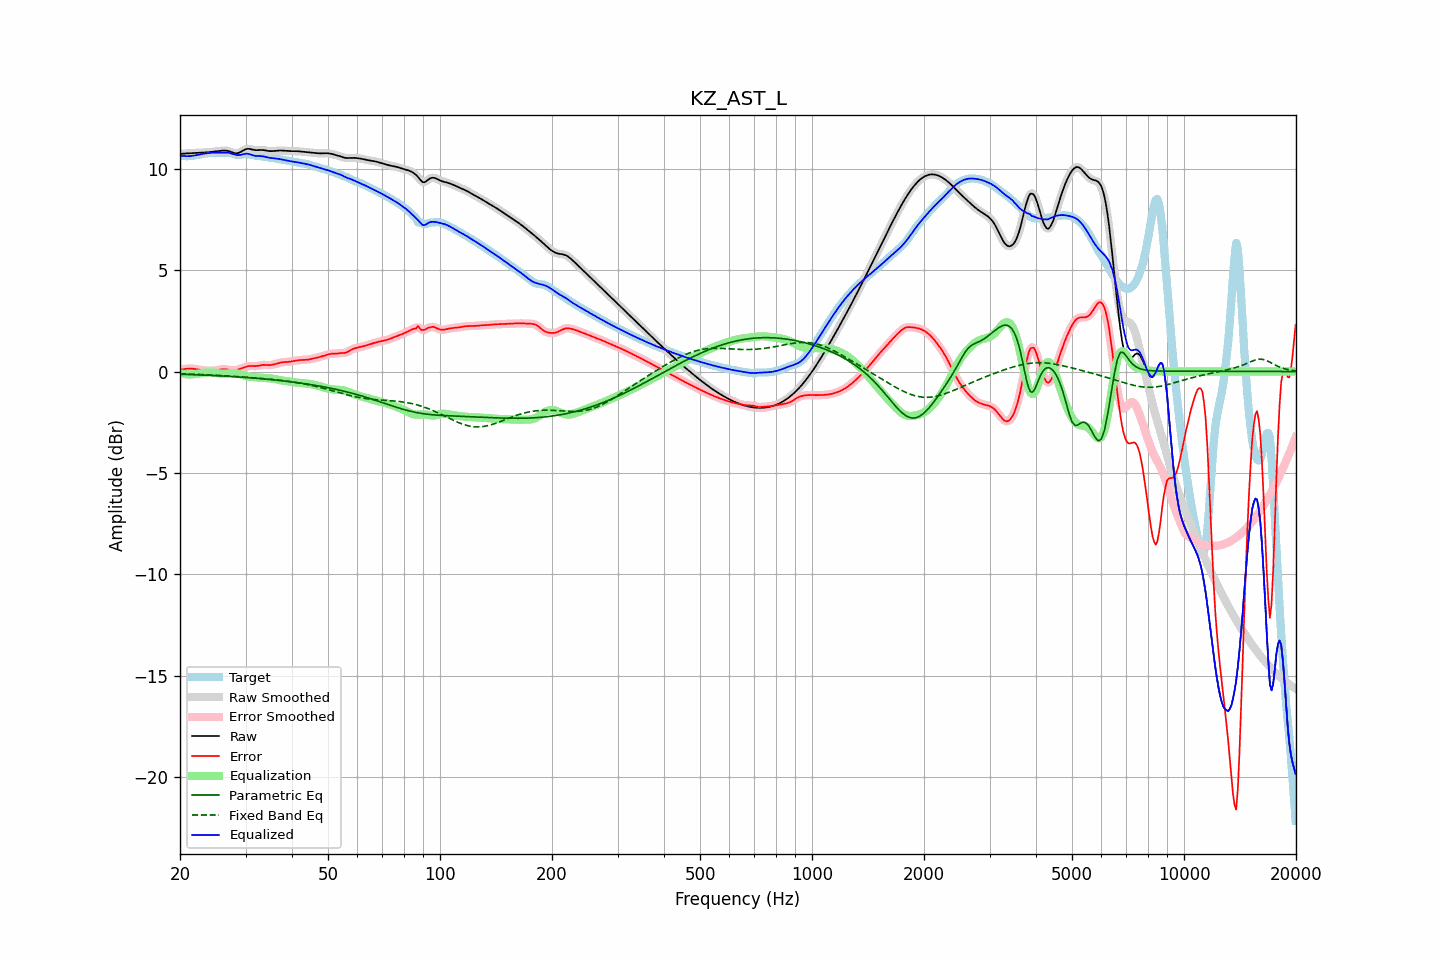 KZ_AST_L
Amplitude (dBr)
10
5
0
−5
−10
−15
−20
Target
Raw Smoothed
Error Smoothed
Raw
Error
Equalization
Parametric Eq
Fixed Band Eq
Equalized
20 50 100 200 500 1000 2000 5000 10000 20000
Frequency (Hz)